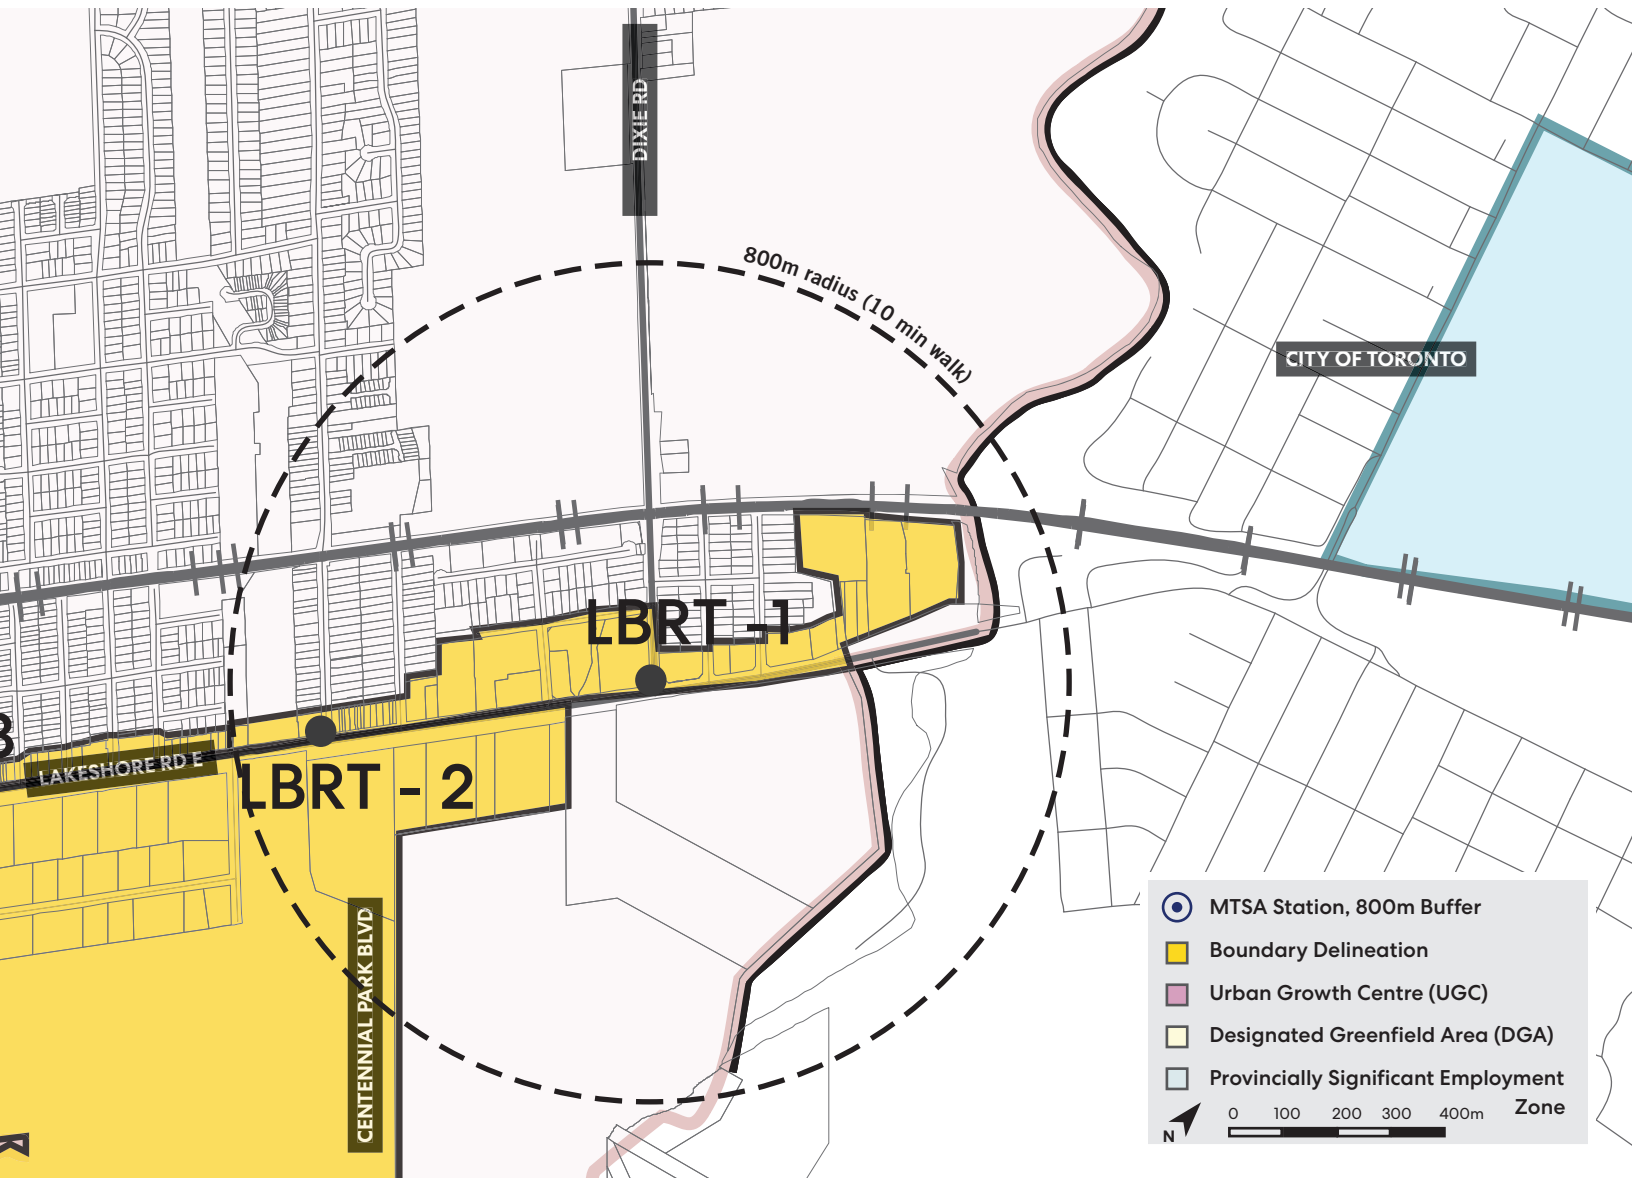 DIXIE RD
800m radius (10 min walk)
CITY OF TORONTO
LBRT -1
3
LAKESHORE RD E
LBRT - 2
CENTENNIAL PARK BLVD
K
MTSA Station, 800m Buffer
Boundary Delineation
Urban Growth Centre (UGC)
Designated Greenfield Area (DGA)
Provincially Significant Employment
Zone
0 100 200 300 400m
N